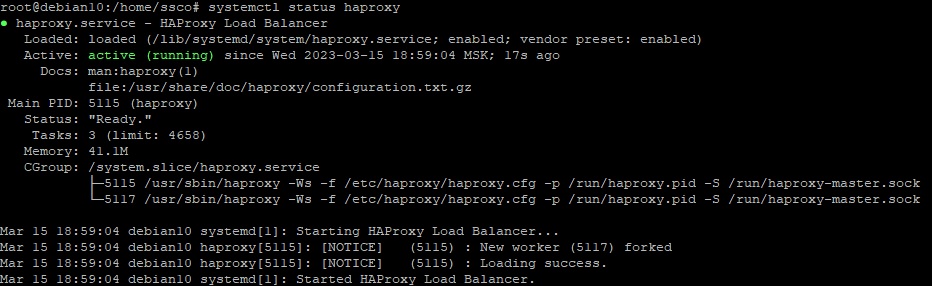 root@debian10:/home/ssco# systemctl status haproxy
● haproxy.service - HAProxy Load Balancer
   Loaded: loaded (/lib/systemd/system/haproxy.service; enabled; vendor preset: enabled)
   Active: active (running) since Wed 2023-03-15 18:59:04 MSK; 17s ago
     Docs: man:haproxy(1)
           file:/usr/share/doc/haproxy/configuration.txt.gz
 Main PID: 5115 (haproxy)
   Status: "Ready."
    Tasks: 3 (limit: 4658)
   Memory: 41.1M
   CGroup: /system.slice/haproxy.service
           ├─5115 /usr/sbin/haproxy -Ws -f /etc/haproxy/haproxy.cfg -p /run/haproxy.pid -S /run/haproxy-master.sock
           └─5117 /usr/sbin/haproxy -Ws -f /etc/haproxy/haproxy.cfg -p /run/haproxy.pid -S /run/haproxy-master.sock

Mar 15 18:59:04 debian10 systemd[1]: Starting HAProxy Load Balancer...
Mar 15 18:59:04 debian10 haproxy[5115]: [NOTICE]   (5115) : New worker (5117) forked
Mar 15 18:59:04 debian10 haproxy[5115]: [NOTICE]   (5115) : Loading success.
Mar 15 18:59:04 debian10 systemd[1]: Started HAProxy Load Balancer.